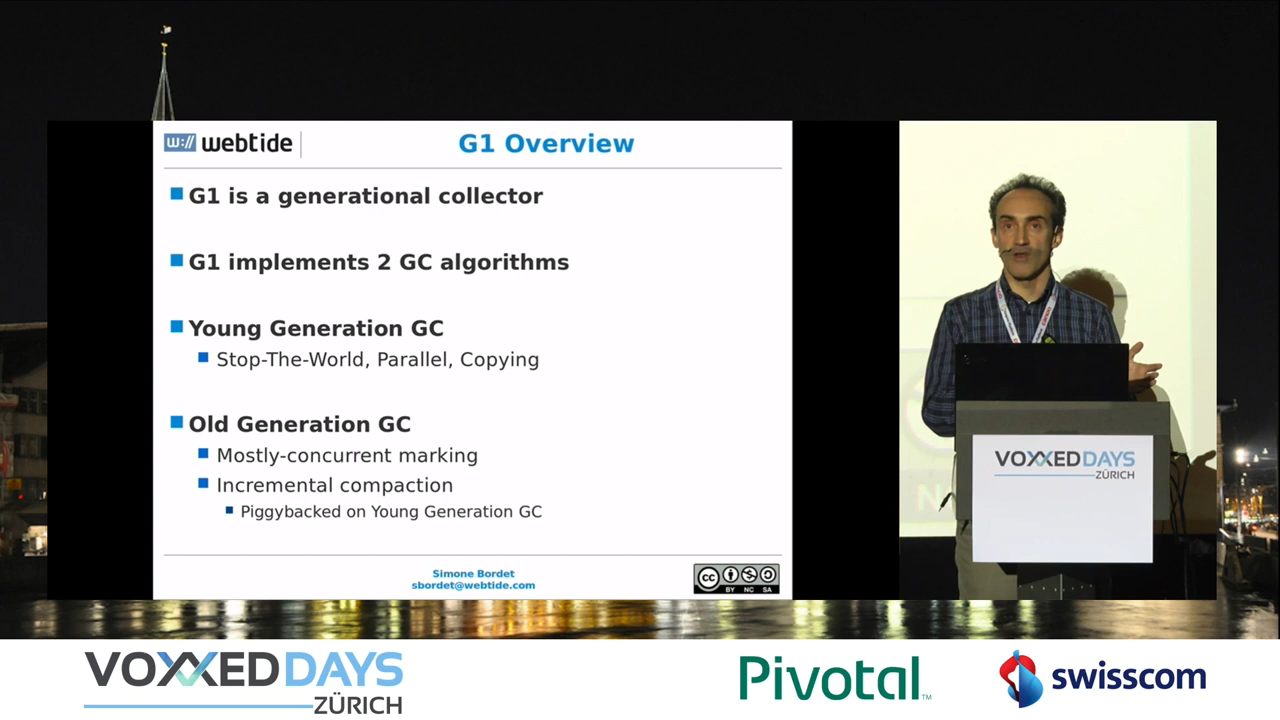 w:// webtide
G1 Overview
G1 is a generational collector
G1 implements 2 GC algorithms
Young Generation GC
Stop-The-World, Parallel, Copying
Old Generation GC
Mostly-concurrent marking
Incremental compaction
Piggybacked on Young Generation GC
Simone Bordet
sbordet@webtide.com
cc BY NC SA
VOXXED DAYS
ZÜRICH
VOXXED DAYS
ZÜRICH
Pivotal™
swisscom